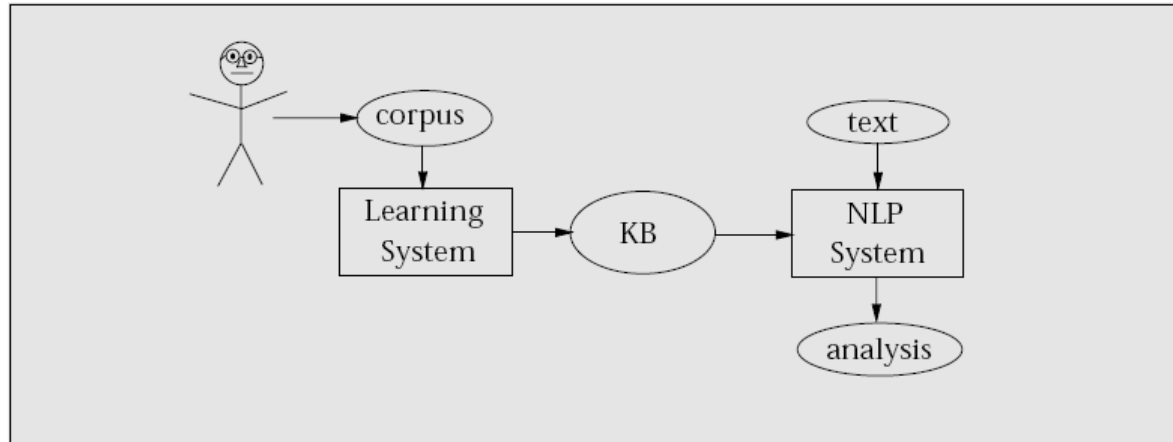 corpus
text
Learning
System
KB
NLP
System
analysis